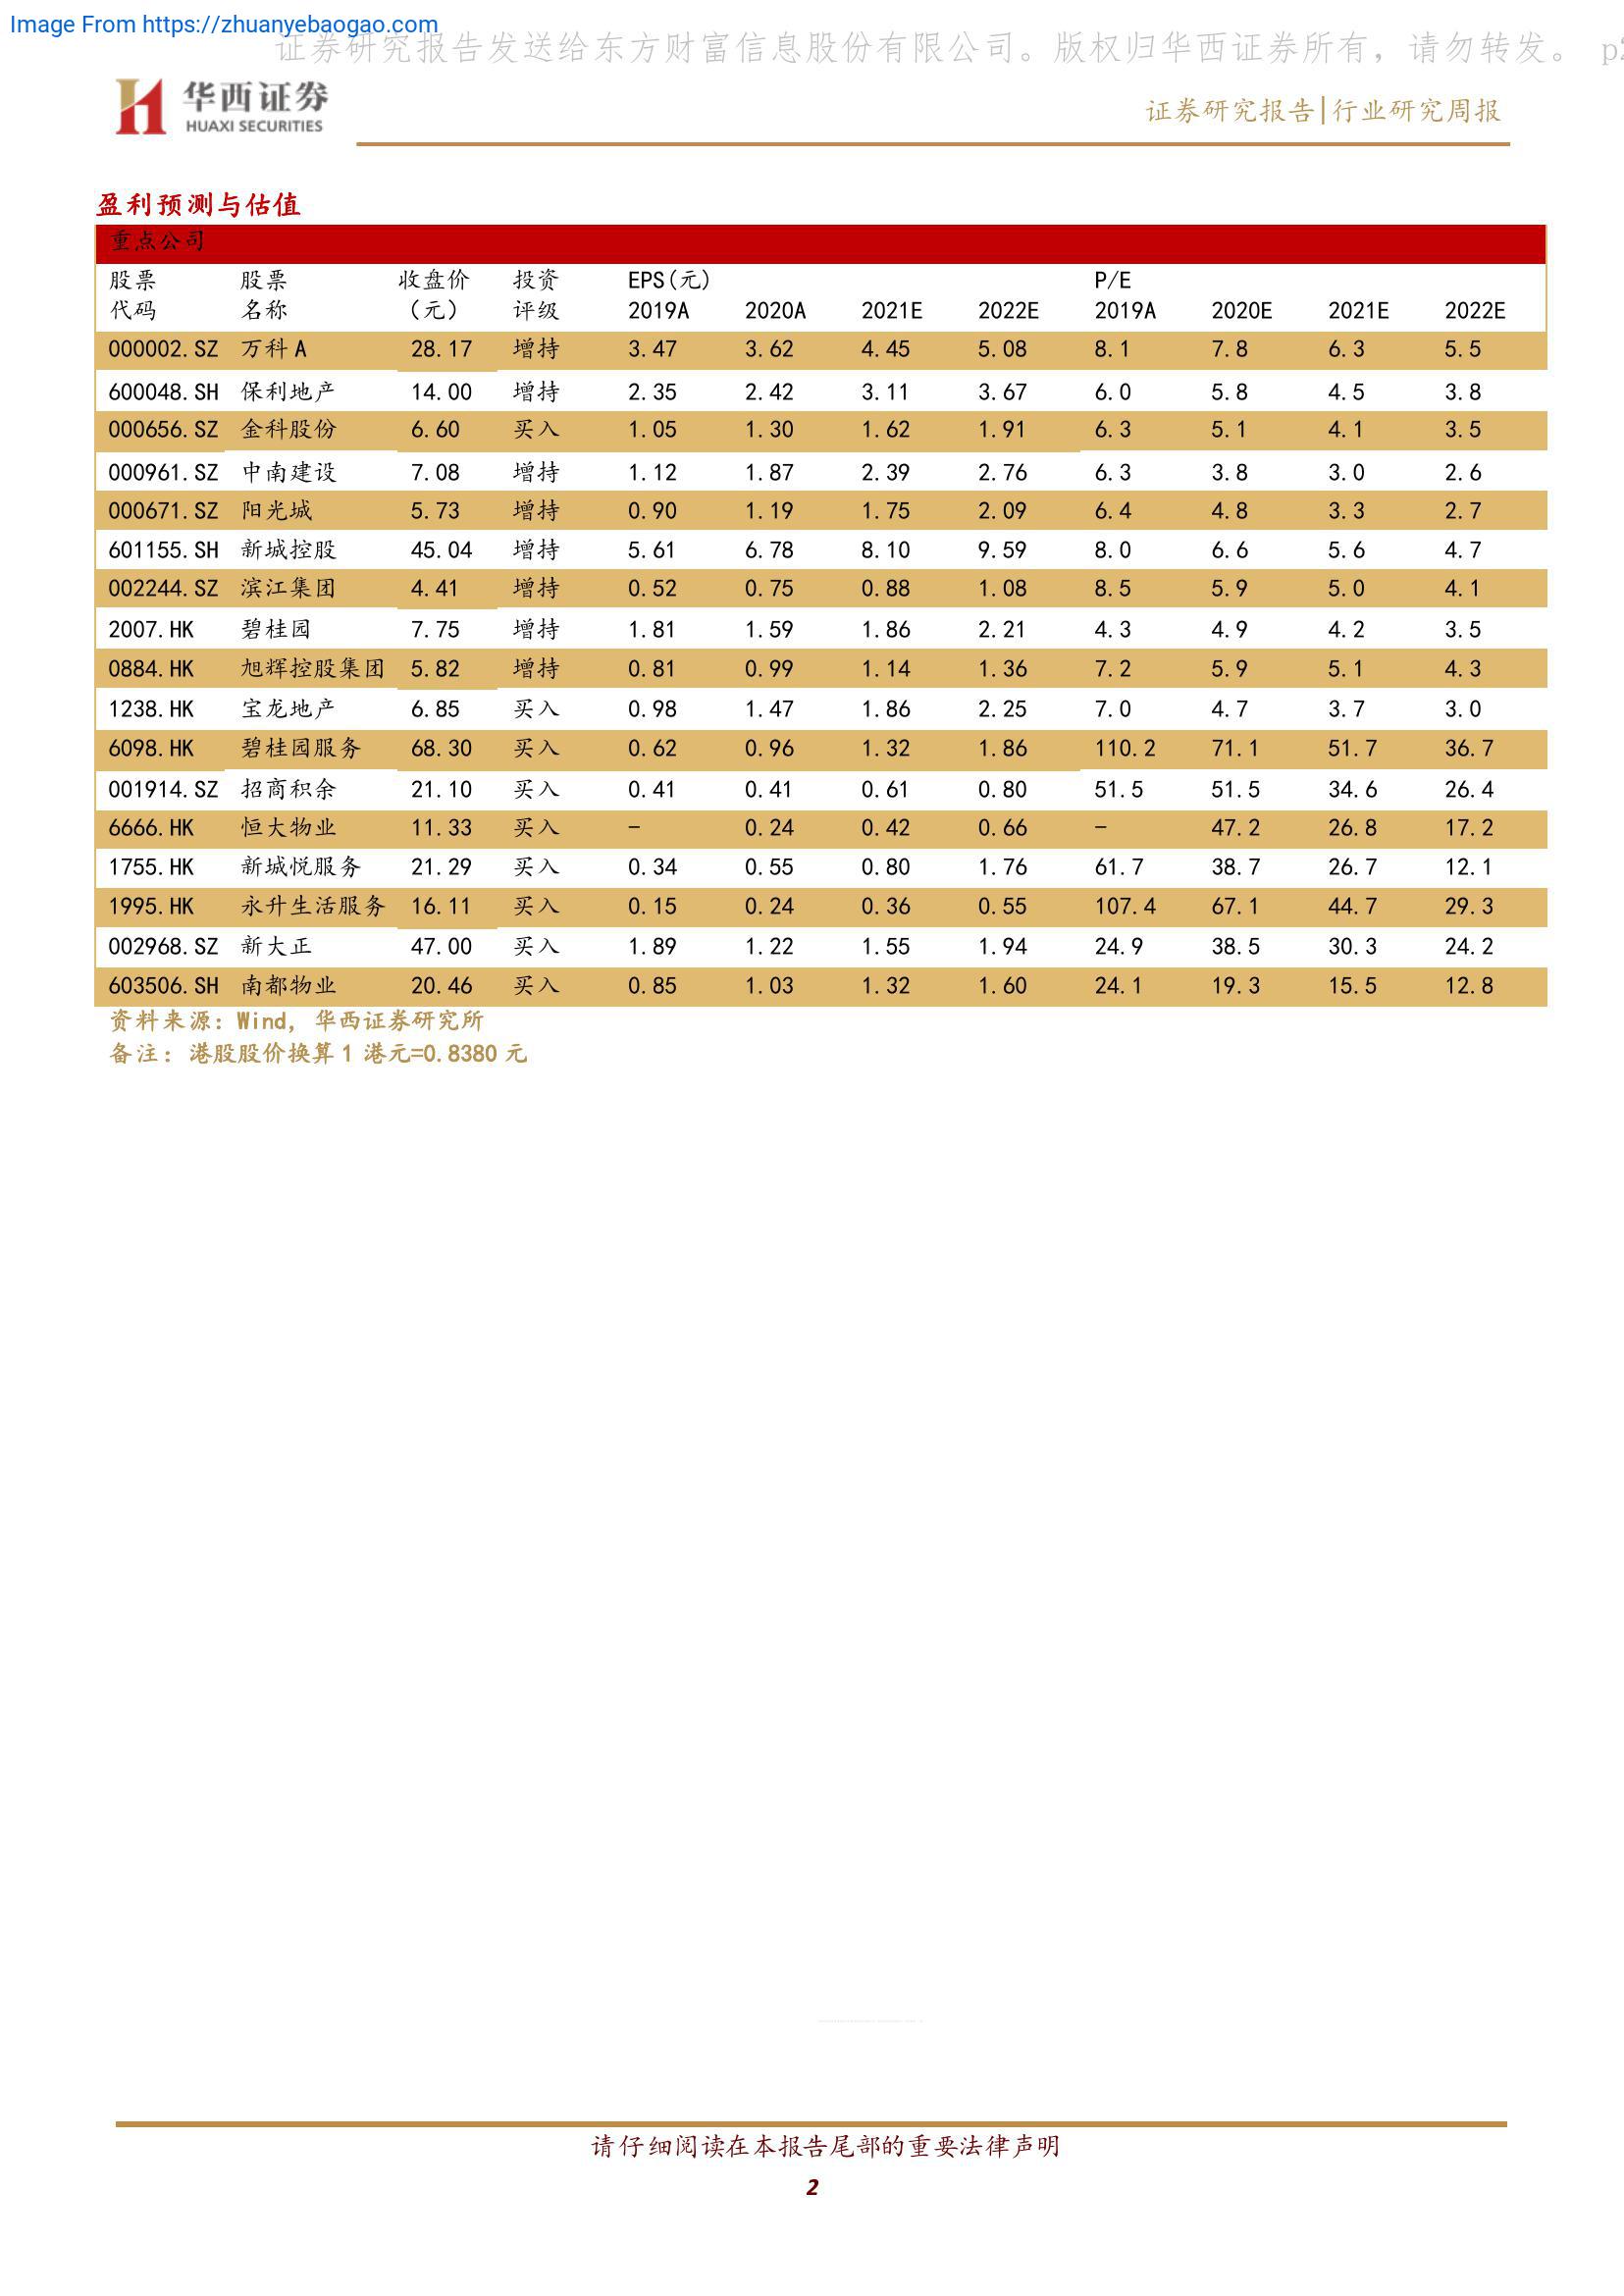 Image From https://zhuanyebaogao.com
证券研究报告发送给东方财富信息股份有限公司。版权归华西证券所有，请勿转发。 p2
华西证券
HUAXI SECURITIES
证券研究报告|行业研究周报
盈利预测与估值
重点公司
股票 股票 收盘价 投资 EPS(元) P/E
代码 名称 （元） 评级 2019A 2020A 2021E 2022E 2019A 2020E 2021E 2022E
000002.SZ 万科A 28.17 增持 3.47 3.62 4.45 5.08 8.1 7.8 6.3 5.5
600048.SH 保利地产 14.00 增持 2.35 2.42 3.11 3.67 6.0 5.8 4.5 3.8
000656.SZ 金科股份 6.60 买入 1.05 1.30 1.62 1.91 6.3 5.1 4.1 3.5
000961.SZ 中南建设 7.08 增持 1.12 1.87 2.39 2.76 6.3 3.8 3.0 2.6
000671.SZ 阳光城 5.73 增持 0.90 1.19 1.75 2.09 6.4 4.8 3.3 2.7
601155.SH 新城控股 45.04 增持 5.61 6.78 8.10 9.59 8.0 6.6 5.6 4.7
002244.SZ 滨江集团 4.41 增持 0.52 0.75 0.88 1.08 8.5 5.9 5.0 4.1
2007.HK 碧桂园 7.75 增持 1.81 1.59 1.86 2.21 4.3 4.9 4.2 3.5
0884.HK 旭辉控股集团 5.82 增持 0.81 0.99 1.14 1.36 7.2 5.9 5.1 4.3
1238.HK 宝龙地产 6.85 买入 0.98 1.47 1.86 2.25 7.0 4.7 3.7 3.0
6098.HK 碧桂园服务 68.30 买入 0.62 0.96 1.32 1.86 110.2 71.1 51.7 36.7
001914.SZ 招商积余 21.10 买入 0.41 0.41 0.61 0.80 51.5 51.5 34.6 26.4
6666.HK 恒大物业 11.33 买入 - 0.24 0.42 0.66 - 47.2 26.8 17.2
1755.HK 新城悦服务 21.29 买入 0.34 0.55 0.80 1.76 61.7 38.7 26.7 12.1
1995.HK 永升生活服务 16.11 买入 0.15 0.24 0.36 0.55 107.4 67.1 44.7 29.3
002968.SZ 新大正 47.00 买入 1.89 1.22 1.55 1.94 24.9 38.5 30.3 24.2
603506.SH 南都物业 20.46 买入 0.85 1.03 1.32 1.60 24.1 19.3 15.5 12.8
资料来源：Wind，华西证券研究所
备注：港股股价换算1 港元=0.8380 元
请仔细阅读在本报告尾部的重要法律声明
2